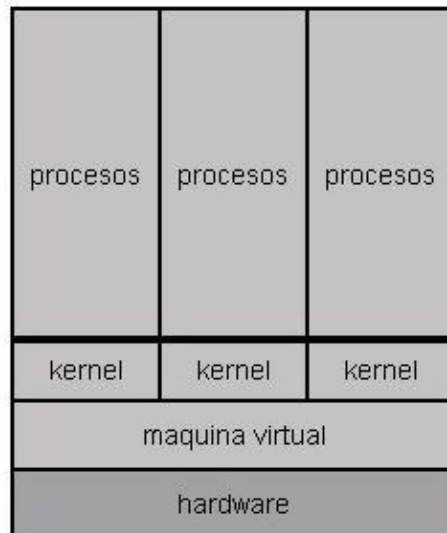 procesos procesos procesos
kernel kernel kernel
maquina virtual
hardware